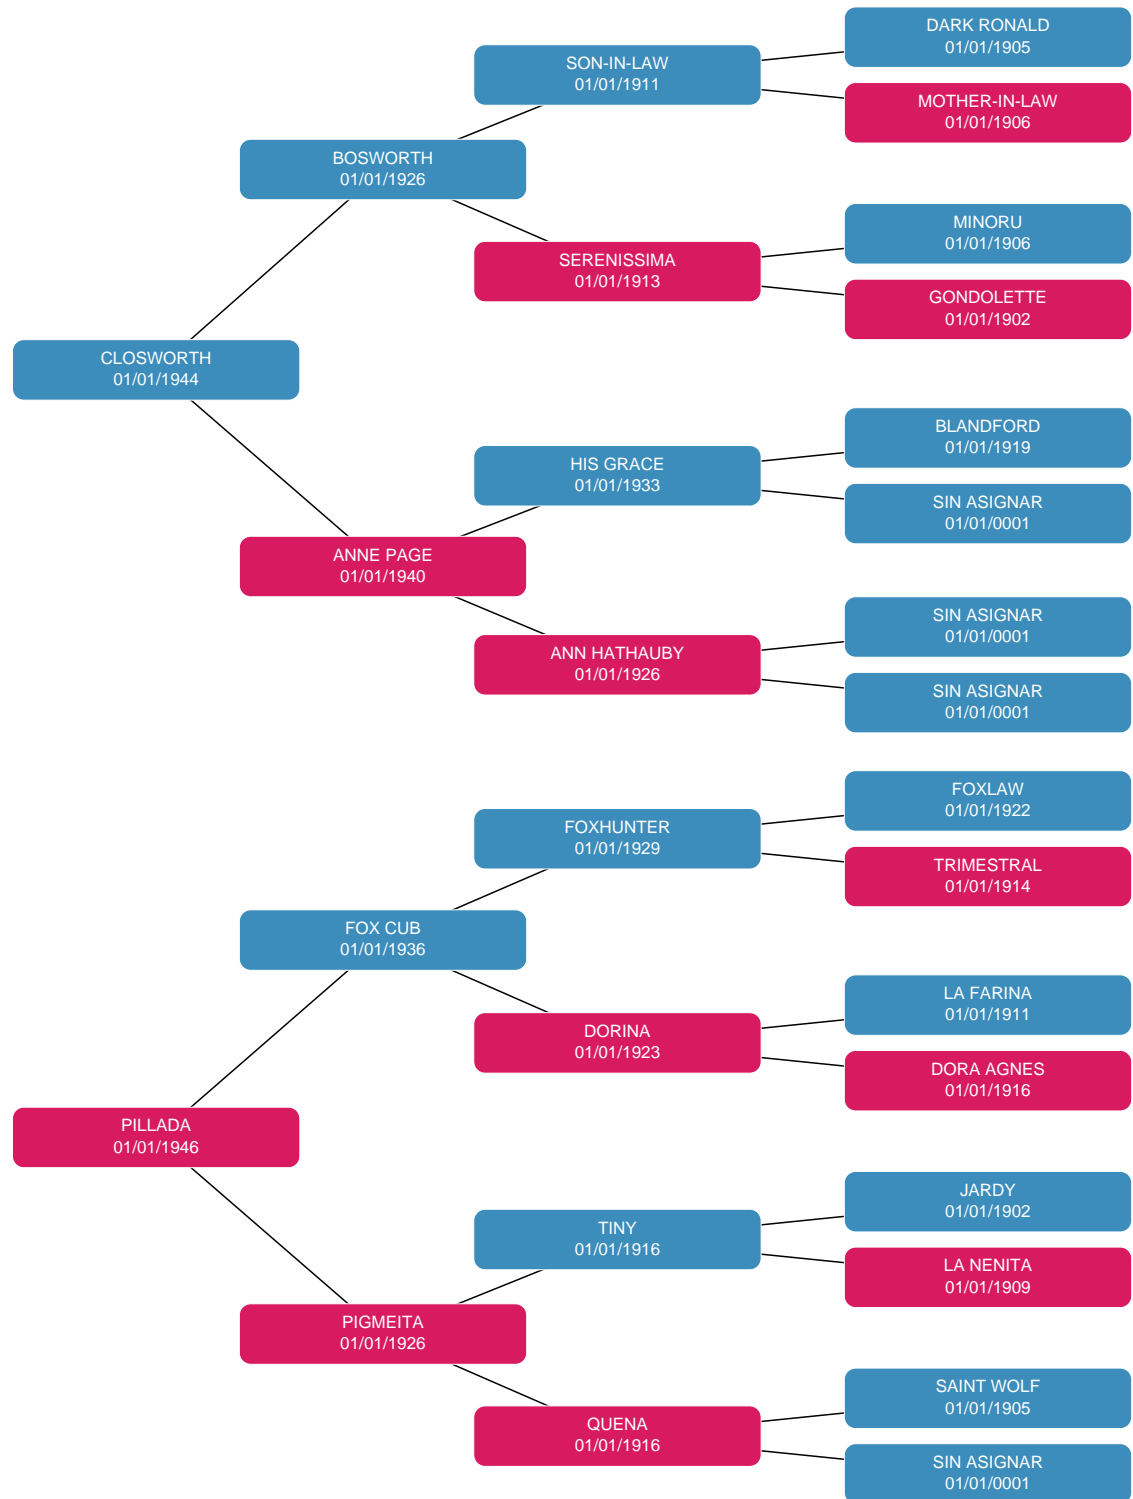 DARK RONALD
01/01/1905
SON-IN-LAW
01/01/1911
MOTHER-IN-LAW
01/01/1906
BOSWORTH
01/01/1926
MINORU
01/01/1906
SERENISSIMA
01/01/1913
GONDOLETTE
01/01/1902
CLOSWORTH
01/01/1944
BLANDFORD
01/01/1919
HIS GRACE
01/01/1933
SIN ASIGNAR
01/01/0001
ANNE PAGE
01/01/1940
SIN ASIGNAR
01/01/0001
ANN HATHAUBY
01/01/1926
SIN ASIGNAR
01/01/0001
FOXLAW
01/01/1922
FOXHUNTER
01/01/1929
TRIMESTRAL
01/01/1914
FOX CUB
01/01/1936
LA FARINA
01/01/1911
DORINA
01/01/1923
DORA AGNES
01/01/1916
PILLADA
01/01/1946
JARDY
01/01/1902
TINY
01/01/1916
LA NENITA
01/01/1909
PIGMEITA
01/01/1926
SAINT WOLF
01/01/1905
QUENA
01/01/1916
SIN ASIGNAR
01/01/0001